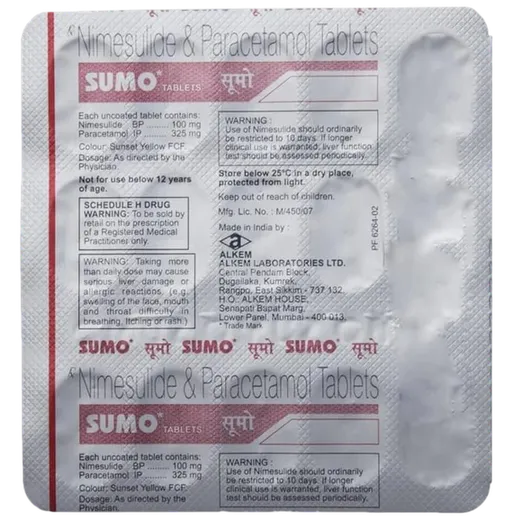 Nimesulide & Paracetamol Tablets
SUMO® TABLETS सूमो
Each uncoated tablet contains:
Nimesulide BP ......... 100 mg
Paracetamol IP ......... 325 mg
Colour: Sunset Yellow FCF.
Dosage: As directed by the
Physician.
Not for use below 12 years
of age.
SCHEDULE H DRUG
WARNING: To be sold by
retail on the prescription
of a Registered Medical
Practitioner only.
WARNING: Taking more
than daily dose may cause
serious liver damage or
allergic reactions. (e.g
swelling of the face, mouth
and throat difficulty in
breathing, Itching or rash.)
WARNING :
Use of Nimesulide should ordinarily
be restricted to 10 days. If longer
clinical use is warranted, liver function
test should be assessed periodically.
Store below 25°C in a dry place,
protected from light.
Keep out of reach of children.
Mfg. Lic. No. : M/450/07
Made in India by :
a
ALKEM
ALKEM LABORATORIES LTD.
Central Pendam Block,
Dugailaka, Kumrek,
Rangpo, East Sikkim - 737 132.
H.O.: ALKEM HOUSE,
Senapati Bapat Marg,
Lower Parel, Mumbai - 400 013.
* Trade Mark
PF 6264-02
SUMO® सूमो SUMO® सूमो SUMO® सूमो
Nimesulide & Paracetamol Tablets
SUMO® TABLETS सूमो
Each uncoated tablet contains:
Nimesulide BP ......... 100 mg
Paracetamol IP ......... 325 mg
Colour: Sunset Yellow FCF.
Dosage: As directed by the
Physician.
WARNING :
Use of Nimesulide should ordinarily
be restricted to 10 days. If longer
clinical use is warranted, liver function
test should be assessed periodically.